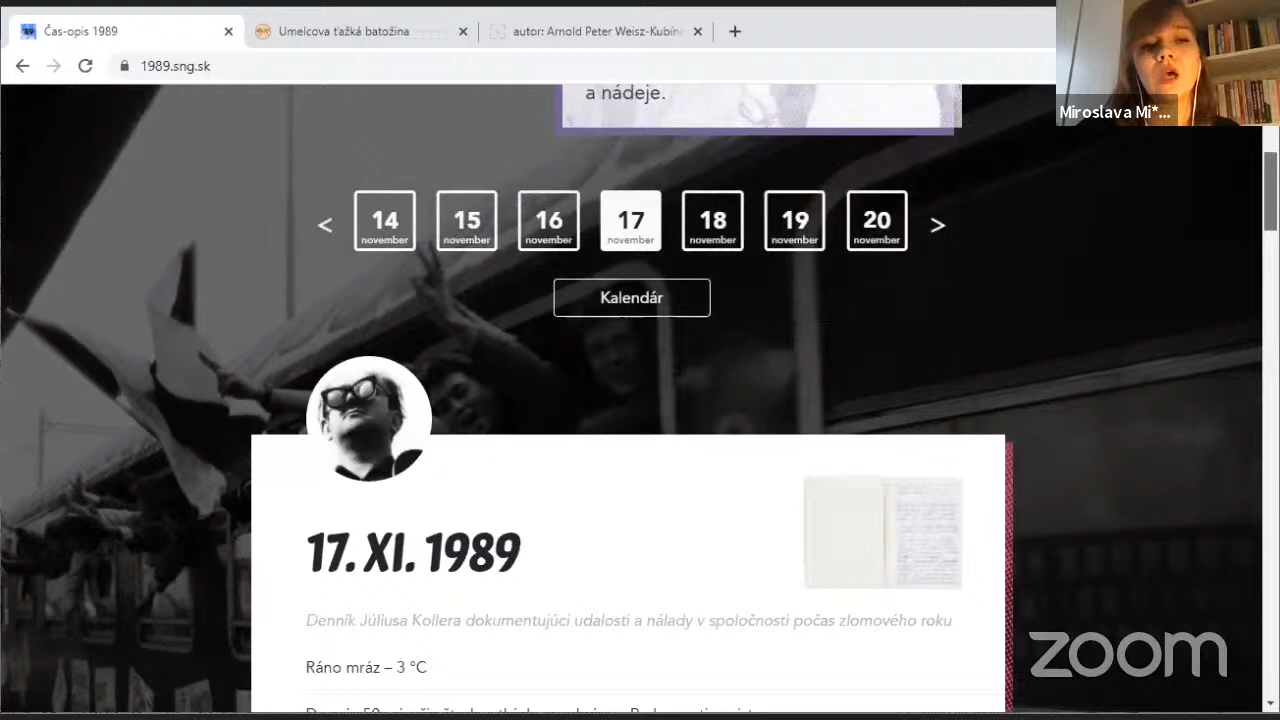 Čas-opis 1989
Umelcova ťažká batožina
autor: Arnold Peter Weisz-Kubínč
1989.sng.sk
Miroslava Mi*...
a nádeje.
< 14 15 16 17 18 19 20 >
november november november november november november november
Kalendár
17. XI. 1989
Denník Júliusa Kollera dokumentujúci udalosti a nálady v spoločnosti počas zlomového roku
Ráno mráz – 3 °C
zoom